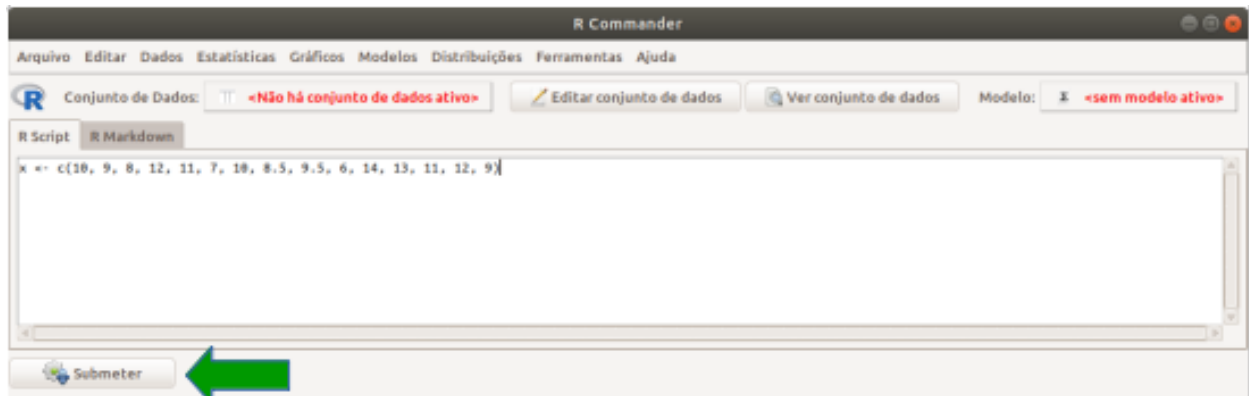 R Commander
Arquivo Editar Dados Estatísticas Gráficos Modelos Distribuições Ferramentas Ajuda
R Conjunto de Dados: <Não há conjunto de dados ativo> Editar conjunto de dados Ver conjunto de dados Modelo: Σ <sem modelo ativo>
R Script R Markdown
x <- c(10, 9, 8, 12, 11, 7, 10, 8.5, 9.5, 6, 14, 13, 11, 12, 9)
Submeter